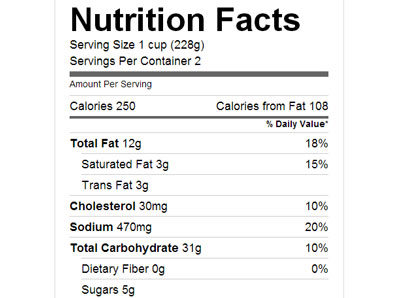 Nutrition Facts
Serving Size 1 cup (228g)
Servings Per Container 2
Amount Per Serving
Calories 250 Calories from Fat 108
% Daily Value*
Total Fat 12g 18%
Saturated Fat 3g 15%
Trans Fat 3g
Cholesterol 30mg 10%
Sodium 470mg 20%
Total Carbohydrate 31g 10%
Dietary Fiber 0g 0%
Sugars 5g